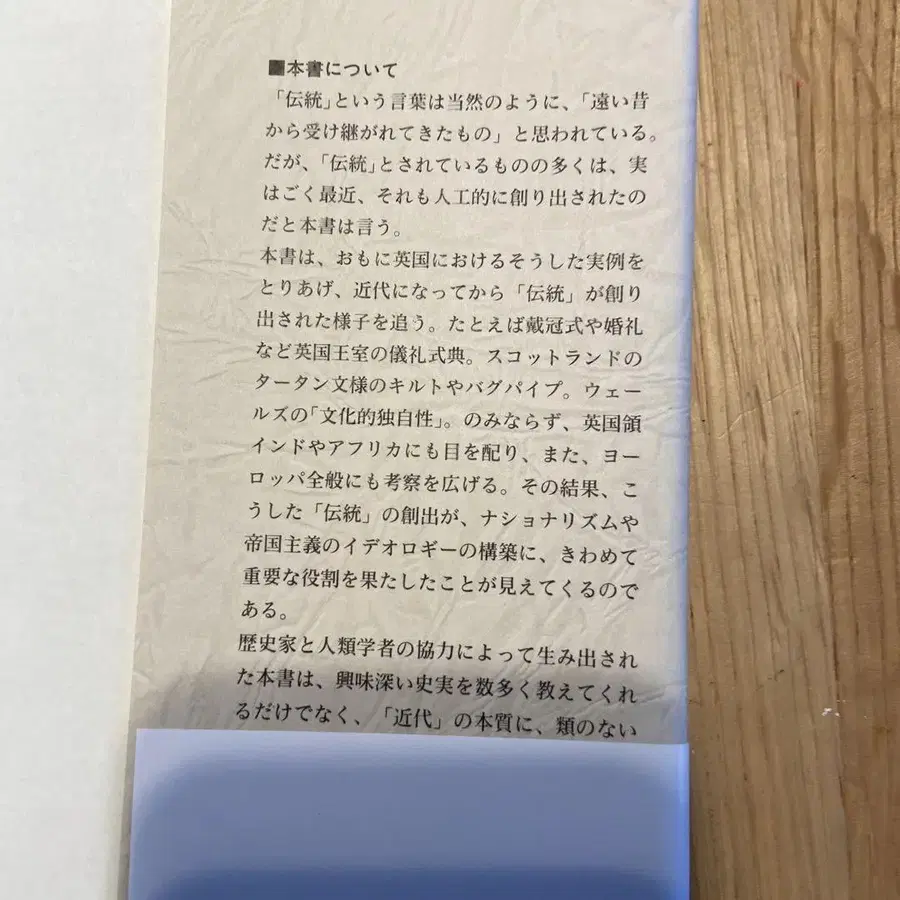 ■本書について
「伝統」という言葉は当然のように、「遠い昔
から受け継がれてきたもの」と思われている。
だが、「伝統」とされているものの多くは、実
はごく最近、それも人工的に創り出されたの
だと本書は言う。
本書は、おもに英国におけるそうした実例を
とりあげ、近代になってから「伝統」が創り
出された様子を追う。たとえば戴冠式や婚礼
など英国王室の儀礼式典。スコットランドの
タータン文様のキルトやバグパイプ。ウェー
ルズの「文化的独自性」。のみならず、英国領
インドやアフリカにも目を配り、また、ヨー
ロッパ全般にも考察を広げる。その結果、こ
うした「伝統」の創出が、ナショナリズムや
帝国主義のイデオロギーの構築に、きわめて
重要な役割を果たしたことが見えてくるので
ある。
歴史家と人類学者の協力によって生み出され
た本書は、興味深い史実を数多く教えてくれ
るだけでなく、「近代」の本質に、類のない